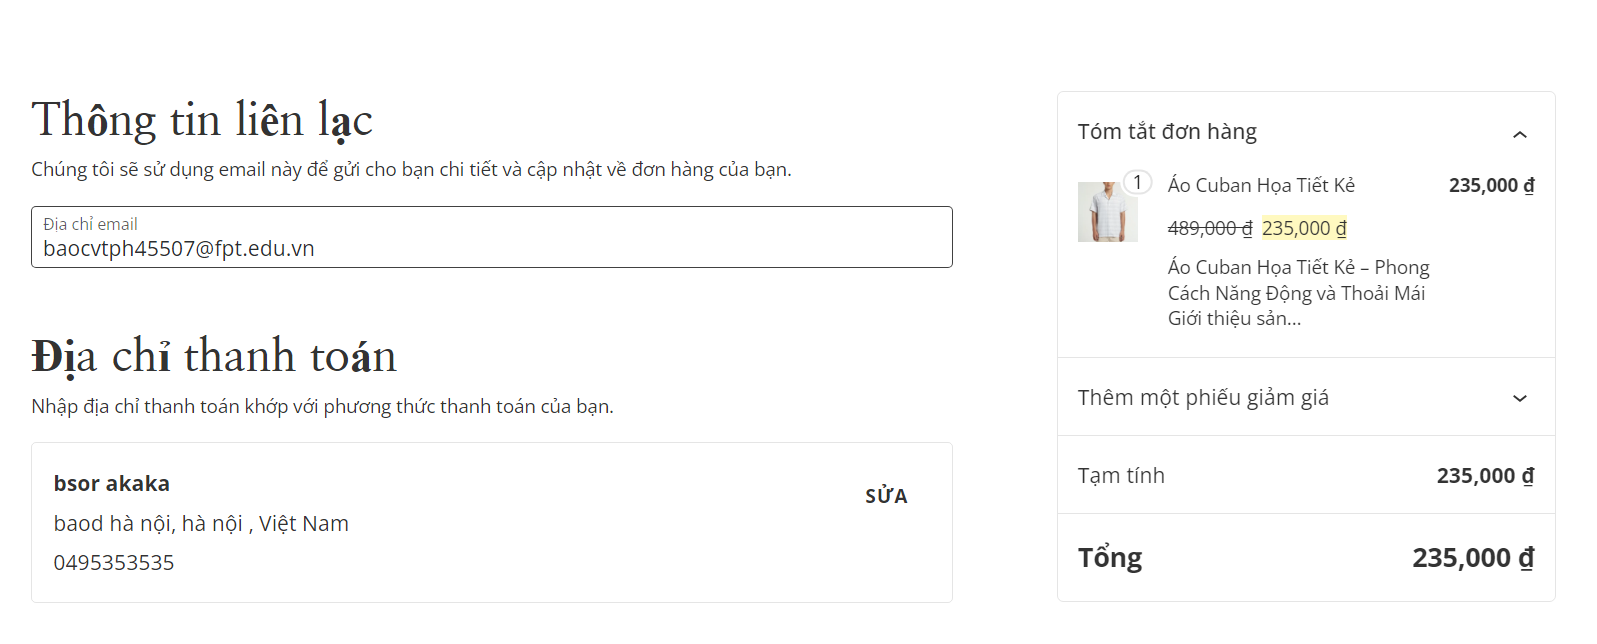 Thông tin liên lạc
Chúng tôi sẽ sử dụng email này để gửi cho bạn chi tiết và cập nhật về đơn hàng của bạn.
Địa chỉ email
baocvtph45507@fpt.edu.vn
Địa chỉ thanh toán
Nhập địa chỉ thanh toán khớp với phương thức thanh toán của bạn.
bsor akaka
SỬA
baod hà nội, hà nội , Việt Nam
0495353535
Tóm tắt đơn hàng
1
Áo Cuban Họa Tiết Kẻ 235,000 ₫
489,000 ₫ 235,000 ₫
Áo Cuban Họa Tiết Kẻ – Phong
Cách Năng Động và Thoải Mái
Giới thiệu sản...
Thêm một phiếu giảm giá
Tạm tính 235,000 ₫
Tổng 235,000 ₫